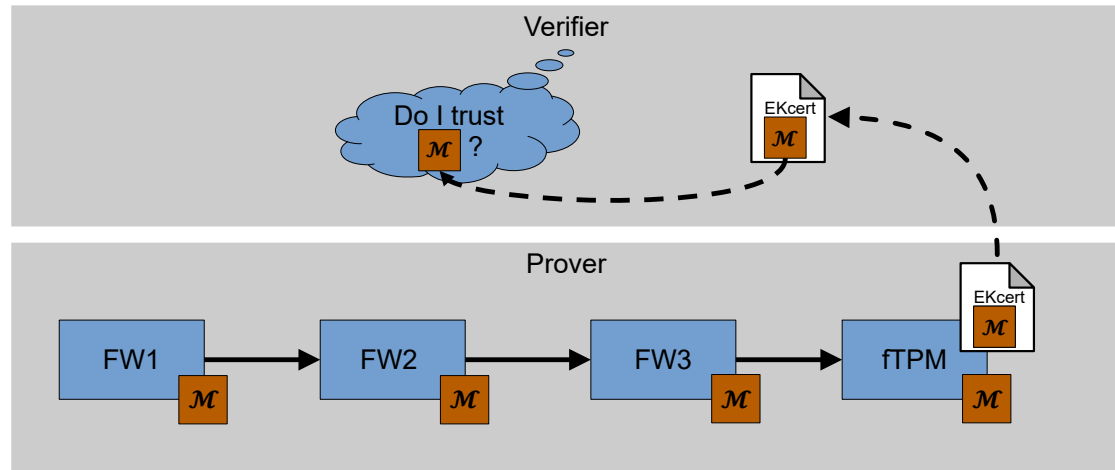 Verifier
Do I trust
ℳ ?
EKcert
ℳ
Prover
EKcert
ℳ
FW1
FW2
FW3
fTPM
ℳ
ℳ
ℳ
ℳ